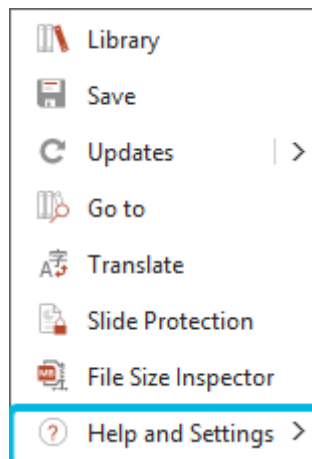 Library
Save
Updates
Go to
Translate
Slide Protection
File Size Inspector
Help and Settings